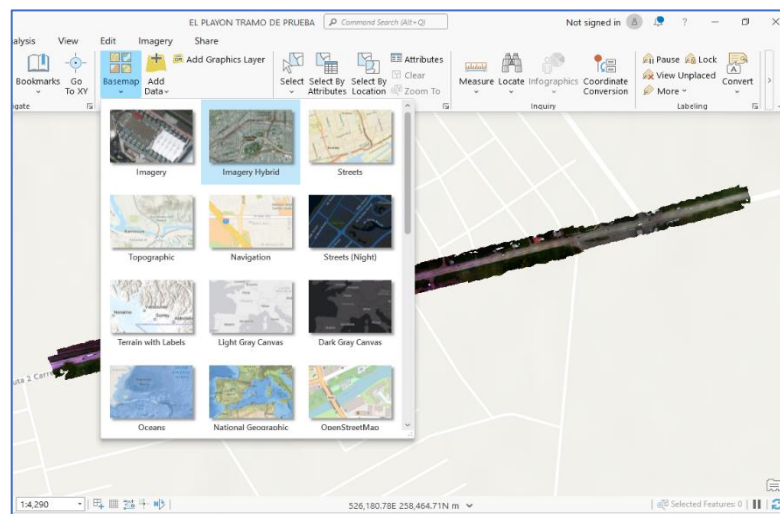 EL PLAYON TRAMO DE PRUEBA
Command Search (Alt+Q)
Not signed in
?
alysis
View
Edit
Imagery
Share
Bookmarks
Go To XY
Basemap
Add Data
Add Graphics Layer
Select
Select By Attributes
Select By Location
Attributes
Clear
Zoom To
Measure
Locate
Infographics
Coordinate Conversion
Pause
Lock
View Unplaced
More
Convert
igate
Inquiry
Labeling
Imagery
Imagery Hybrid
Streets
Topographic
Navigation
Streets (Night)
Terrain with Labels
Light Gray Canvas
Dark Gray Canvas
Oceans
National Geographic
OpenStreetMap
uta 2 Carre
1:4,290
526,180.78E 258,464.71N m
Selected Features: 0